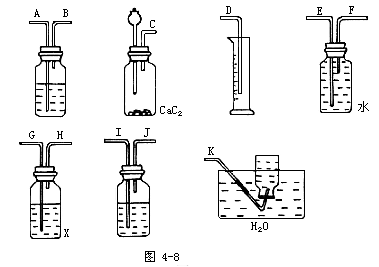 A B C D E F
CaC₂ 水
G H I J K
X H₂O
图 4-8